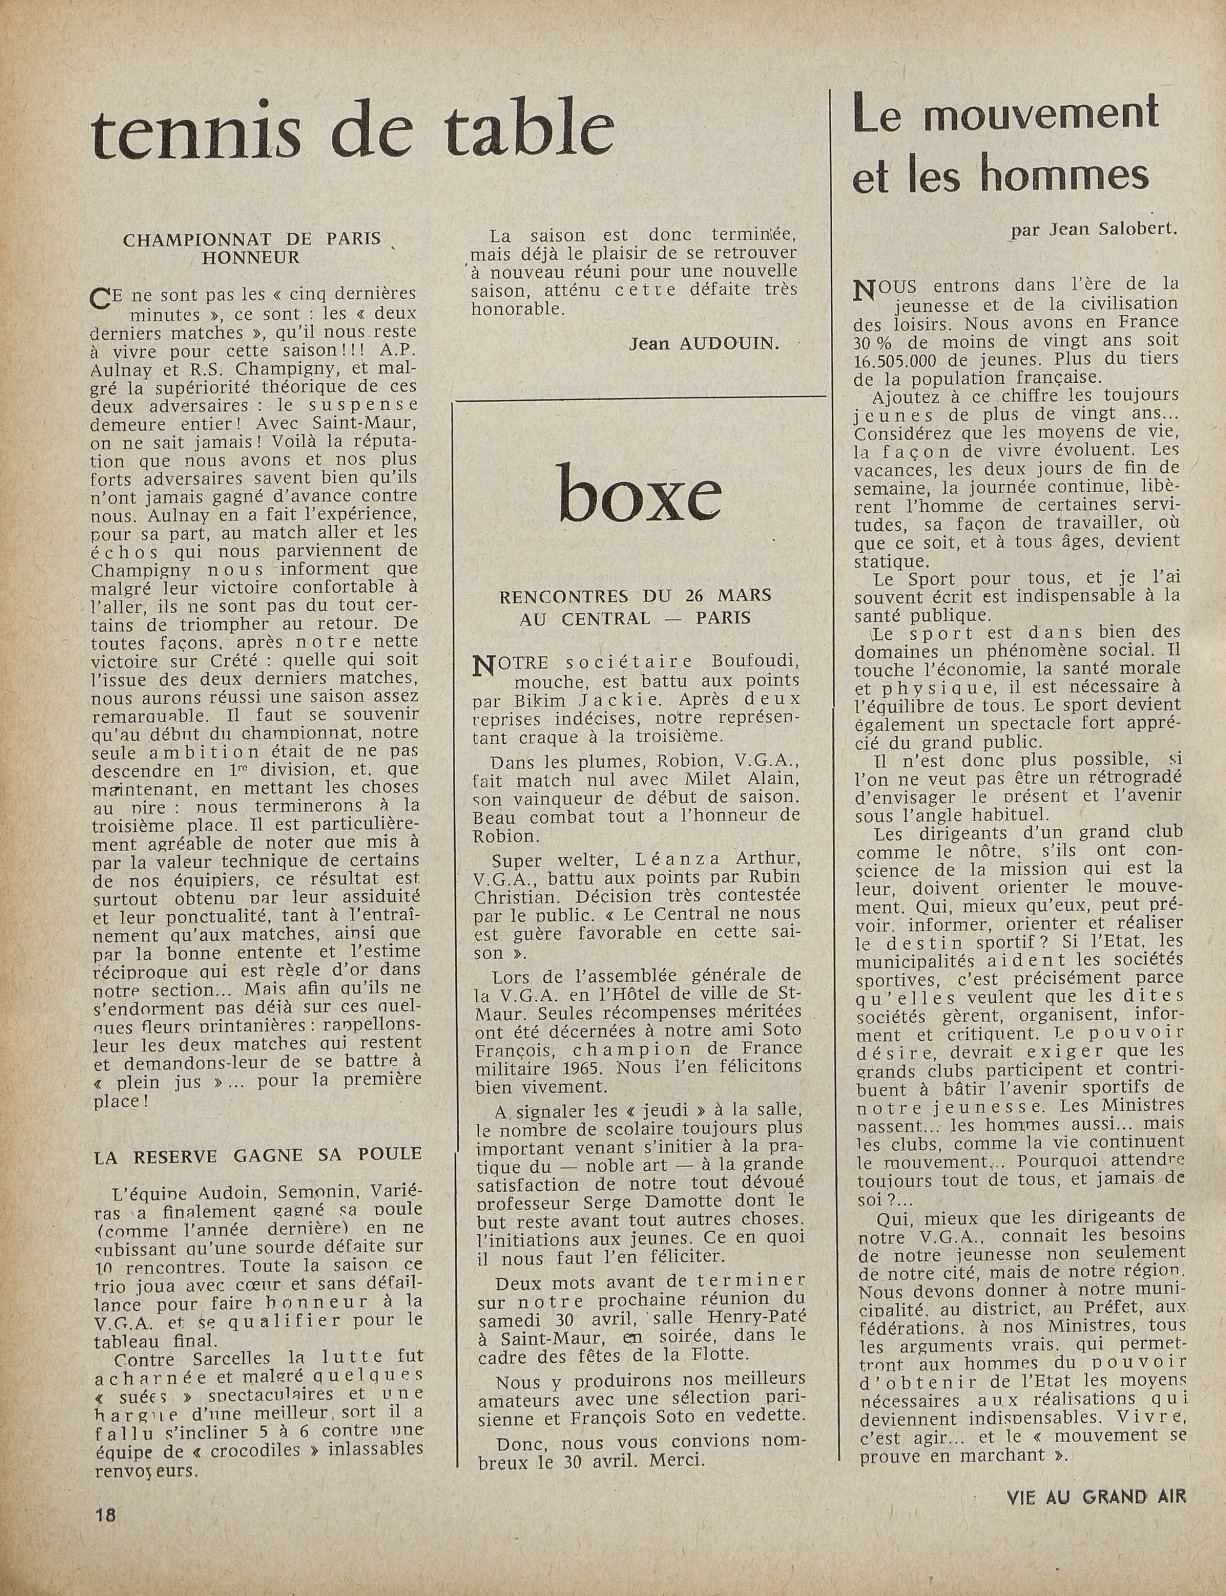 tennis de table
CHAMPIONNAT DE PARIS
HONNEUR
CE ne sont pas les « cinq dernières
minutes », ce sont : les « deux
derniers matches », qu'il nous reste
à vivre pour cette saison!!! A.P.
Aulnay et R.S. Champigny, et mal-
gré la supériorité théorique de ces
deux adversaires : le suspense
demeure entier! Avec Saint-Maur,
on ne sait jamais! Voilà la réputa-
tion que nous avons et nos plus
forts adversaires savent bien qu'ils
n'ont jamais gagné d'avance contre
nous. Aulnay en a fait l'expérience,
pour sa part, au match aller et les
échos qui nous parviennent de
Champigny nous informent que
malgré leur victoire confortable à
l'aller, ils ne sont pas du tout cer-
tains de triompher au retour. De
toutes façons, après notre nette
victoire sur Crété : quelle qui soit
l'issue des deux derniers matches,
nous aurons réussi une saison assez
remarquable. Il faut se souvenir
qu'au début du championnat, notre
seule ambition était de ne pas
descendre en 1re division, et, que
maintenant, en mettant les choses
au pire : nous terminerons à la
troisième place. Il est particulière-
ment agréable de noter que mis à
par la valeur technique de certains
de nos équipiers, ce résultat est
surtout obtenu par leur assiduité
et leur ponctualité, tant à l'entraî-
nement qu'aux matches, ainsi que
par la bonne entente et l'estime
réciproque qui est règle d'or dans
notre section... Mais afin qu'ils ne
s'endorment pas déjà sur ces quel-
ques fleurs printanières : rappellons-
leur les deux matches qui restent
et demandons-leur de se battre à
« plein jus »... pour la première
place!
LA RESERVE GAGNE SA POULE
L'équipe Audoin, Semonin, Varié-
ras a finalement gagné sa poule
(comme l'année dernière) en ne
subissant qu'une sourde défaite sur
10 rencontres. Toute la saison ce
trio joua avec cœur et sans défail-
lance pour faire honneur à la
V.G.A. et se qualifier pour le
tableau final.
Contre Sarcelles la lutte fut
acharnée et malgré quelques
« suées » spectaculaires et une
hargne d'une meilleur sort il a
fallu s'incliner 5 à 6 contre une
équipe de « crocodiles » inlassables
renvoyeurs.
La saison est donc terminée,
mais déjà le plaisir de se retrouver
à nouveau réuni pour une nouvelle
saison, atténu cette défaite très
honorable.
Jean AUDOUIN.
boxe
RENCONTRES DU 26 MARS
AU CENTRAL — PARIS
NOTRE sociétaire Boufoudi,
mouche, est battu aux points
par Bikim Jackie. Après deux
reprises indécises, notre représen-
tant craque à la troisième.
Dans les plumes, Robion, V.G.A.,
fait match nul avec Milet Alain,
son vainqueur de début de saison.
Beau combat tout a l'honneur de
Robion.
Super welter, Léanza Arthur,
V.G.A., battu aux points par Rubin
Christian. Décision très contestée
par le public. « Le Central ne nous
est guère favorable en cette sai-
son ».
Lors de l'assemblée générale de
la V.G.A. en l'Hôtel de ville de St-
Maur. Seules récompenses méritées
ont été décernées à notre ami Soto
François, champion de France
militaire 1965. Nous l'en félicitons
bien vivement.
A signaler les « jeudi » à la salle,
le nombre de scolaire toujours plus
important venant s'initier à la pra-
tique du — noble art — à la grande
satisfaction de notre tout dévoué
professeur Serge Damotte dont le
but reste avant tout autres choses,
l'initiations aux jeunes. Ce en quoi
il nous faut l'en féliciter.
Deux mots avant de terminer
sur notre prochaine réunion du
samedi 30 avril, salle Henry-Paté
à Saint-Maur, en soirée, dans le
cadre des fêtes de la Flotte.
Nous y produirons nos meilleurs
amateurs avec une sélection pari-
sienne et François Soto en vedette.
Donc, nous vous convions nom-
breux le 30 avril. Merci.
Le mouvement
et les hommes
par Jean Salobert.
NOUS entrons dans l'ère de la
jeunesse et de la civilisation
des loisirs. Nous avons en France
30 % de moins de vingt ans soit
16.505.000 de jeunes. Plus du tiers
de la population française.
Ajoutez à ce chiffre les toujours
jeunes de plus de vingt ans...
Considérez que les moyens de vie,
la façon de vivre évoluent. Les
vacances, les deux jours de fin de
semaine, la journée continue, libè-
rent l'homme de certaines servi-
tudes, sa façon de travailler, où
que ce soit, et à tous âges, devient
statique.
Le Sport pour tous, et je l'ai
souvent écrit est indispensable à la
santé publique.
Le sport est dans bien des
domaines un phénomène social. Il
touche l'économie, la santé morale
et physique, il est nécessaire à
l'équilibre de tous. Le sport devient
également un spectacle fort appré-
cié du grand public.
Il n'est donc plus possible, si
l'on ne veut pas être un rétrogradé
d'envisager le présent et l'avenir
sous l'angle habituel.
Les dirigeants d'un grand club
comme le nôtre, s'ils ont con-
science de la mission qui est la
leur, doivent orienter le mouve-
ment. Qui, mieux qu'eux, peut pré-
voir, informer, orienter et réaliser
le destin sportif? Si l'Etat, les
municipalités aident les sociétés
sportives, c'est précisément parce
qu'elles veulent que les dites
sociétés gèrent, organisent, infor-
ment et critiquent. Le pouvoir
désire, devrait exiger que les
grands clubs participent et contri-
buent à bâtir l'avenir sportifs de
notre jeunesse. Les Ministres
passent... les hommes aussi... mais
les clubs, comme la vie continuent
le mouvement... Pourquoi attendre
toujours tout de tous, et jamais de
soi ?...
Qui, mieux que les dirigeants de
notre V.G.A., connait les besoins
de notre jeunesse non seulement
de notre cité, mais de notre région.
Nous devons donner à notre muni-
cipalité, au district, au Préfet, aux
fédérations, à nos Ministres, tous
les arguments vrais, qui permet-
tront aux hommes du pouvoir
d'obtenir de l'Etat les moyens
nécessaires aux réalisations qui
deviennent indispensables. Vivre,
c'est agir... et le « mouvement se
prouve en marchant ».
18
VIE AU GRAND AIR